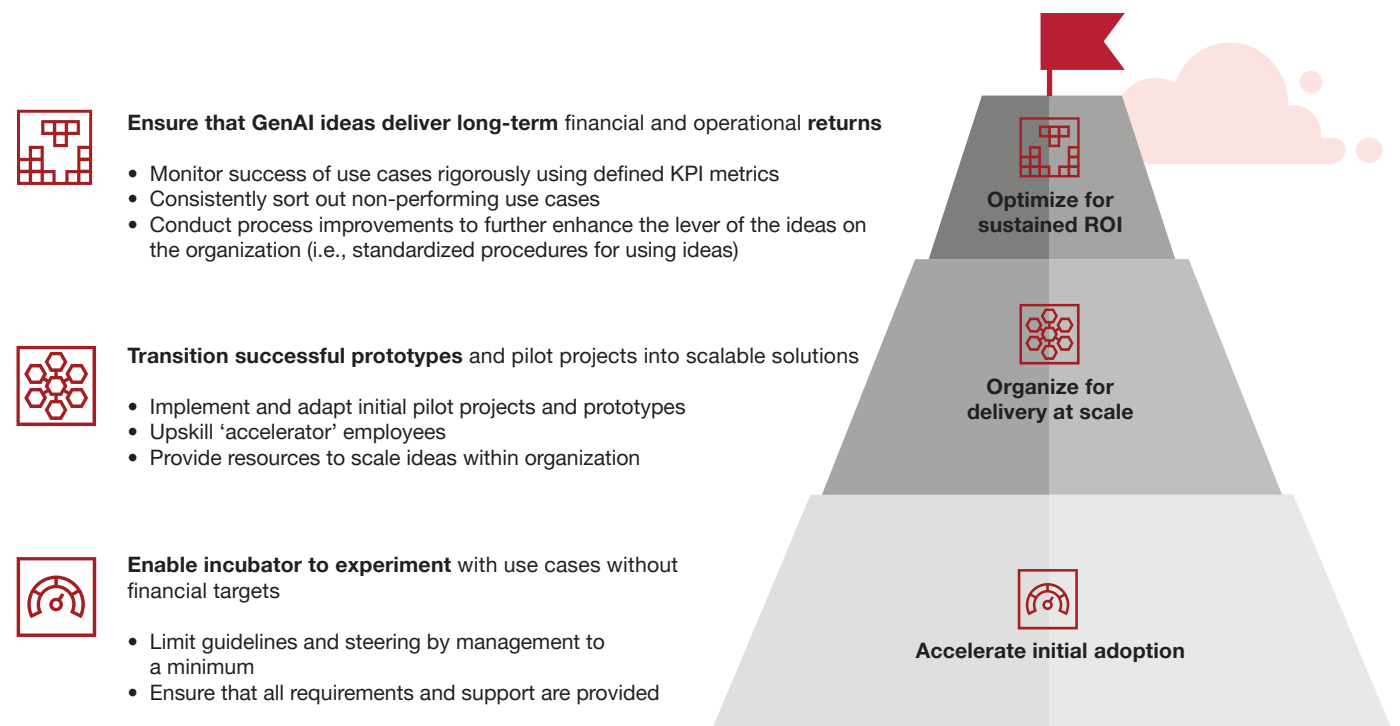 Ensure that GenAI ideas deliver long-term financial and operational returns
• Monitor success of use cases rigorously using defined KPI metrics
• Consistently sort out non-performing use cases
• Conduct process improvements to further enhance the lever of the ideas on
the organization (i.e., standardized procedures for using ideas)
Optimize for
sustained ROI
Transition successful prototypes and pilot projects into scalable solutions
• Implement and adapt initial pilot projects and prototypes
• Upskill ‘accelerator’ employees
• Provide resources to scale ideas within organization
Organize for
delivery at scale
Enable incubator to experiment with use cases without
financial targets
• Limit guidelines and steering by management to
a minimum
• Ensure that all requirements and support are provided
Accelerate initial adoption